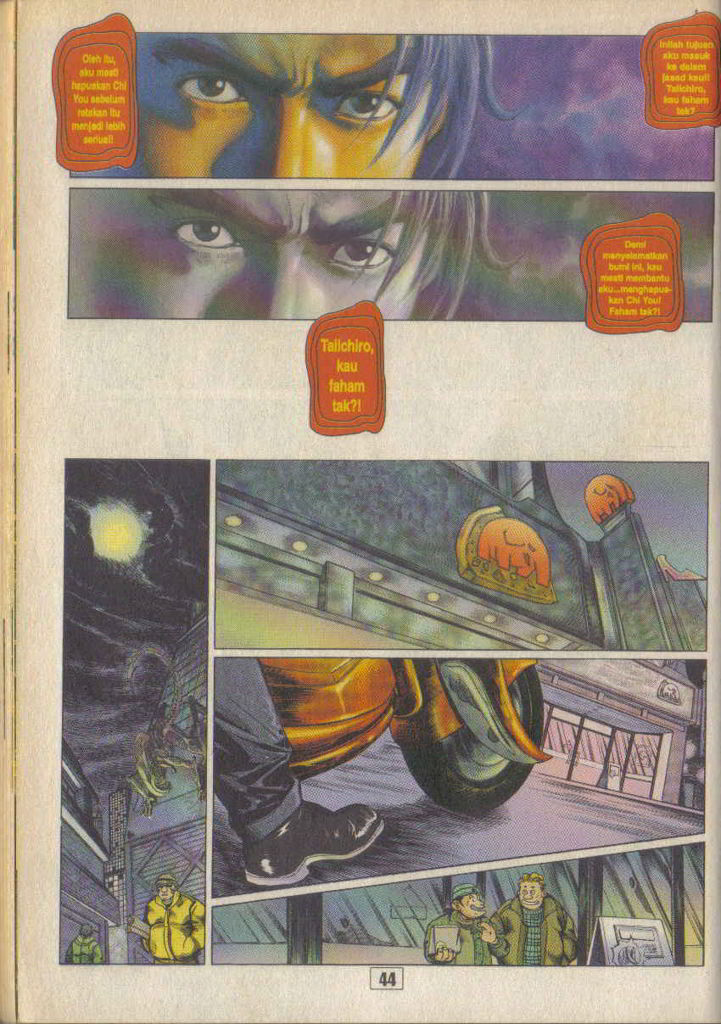 Inilah tujuan
aku masuk
ke dalam
jasad kau!!
Taiichiro,
kau faham
tak?
Oleh itu,
aku mesti
hapuskan Chi
You sebelum
retakan itu
menjadi lebih
serius!!
Demi
menyelamatkan
bumi ini, kau
mesti membantu
aku...menghapus-
kan Chi You!
Faham tak?!
Taiichiro,
kau
faham
tak?!
44